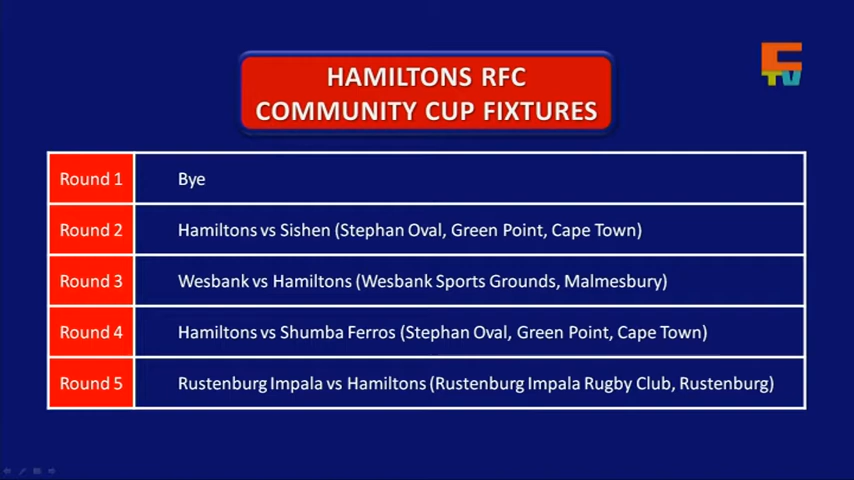 HAMILTONS RFC
COMMUNITY CUP FIXTURES
CTV
Round 1 Bye
Round 2 Hamiltons vs Sishen (Stephan Oval, Green Point, Cape Town)
Round 3 Wesbank vs Hamiltons (Wesbank Sports Grounds, Malmesbury)
Round 4 Hamiltons vs Shumba Ferros (Stephan Oval, Green Point, Cape Town)
Round 5 Rustenburg Impala vs Hamiltons (Rustenburg Impala Rugby Club, Rustenburg)